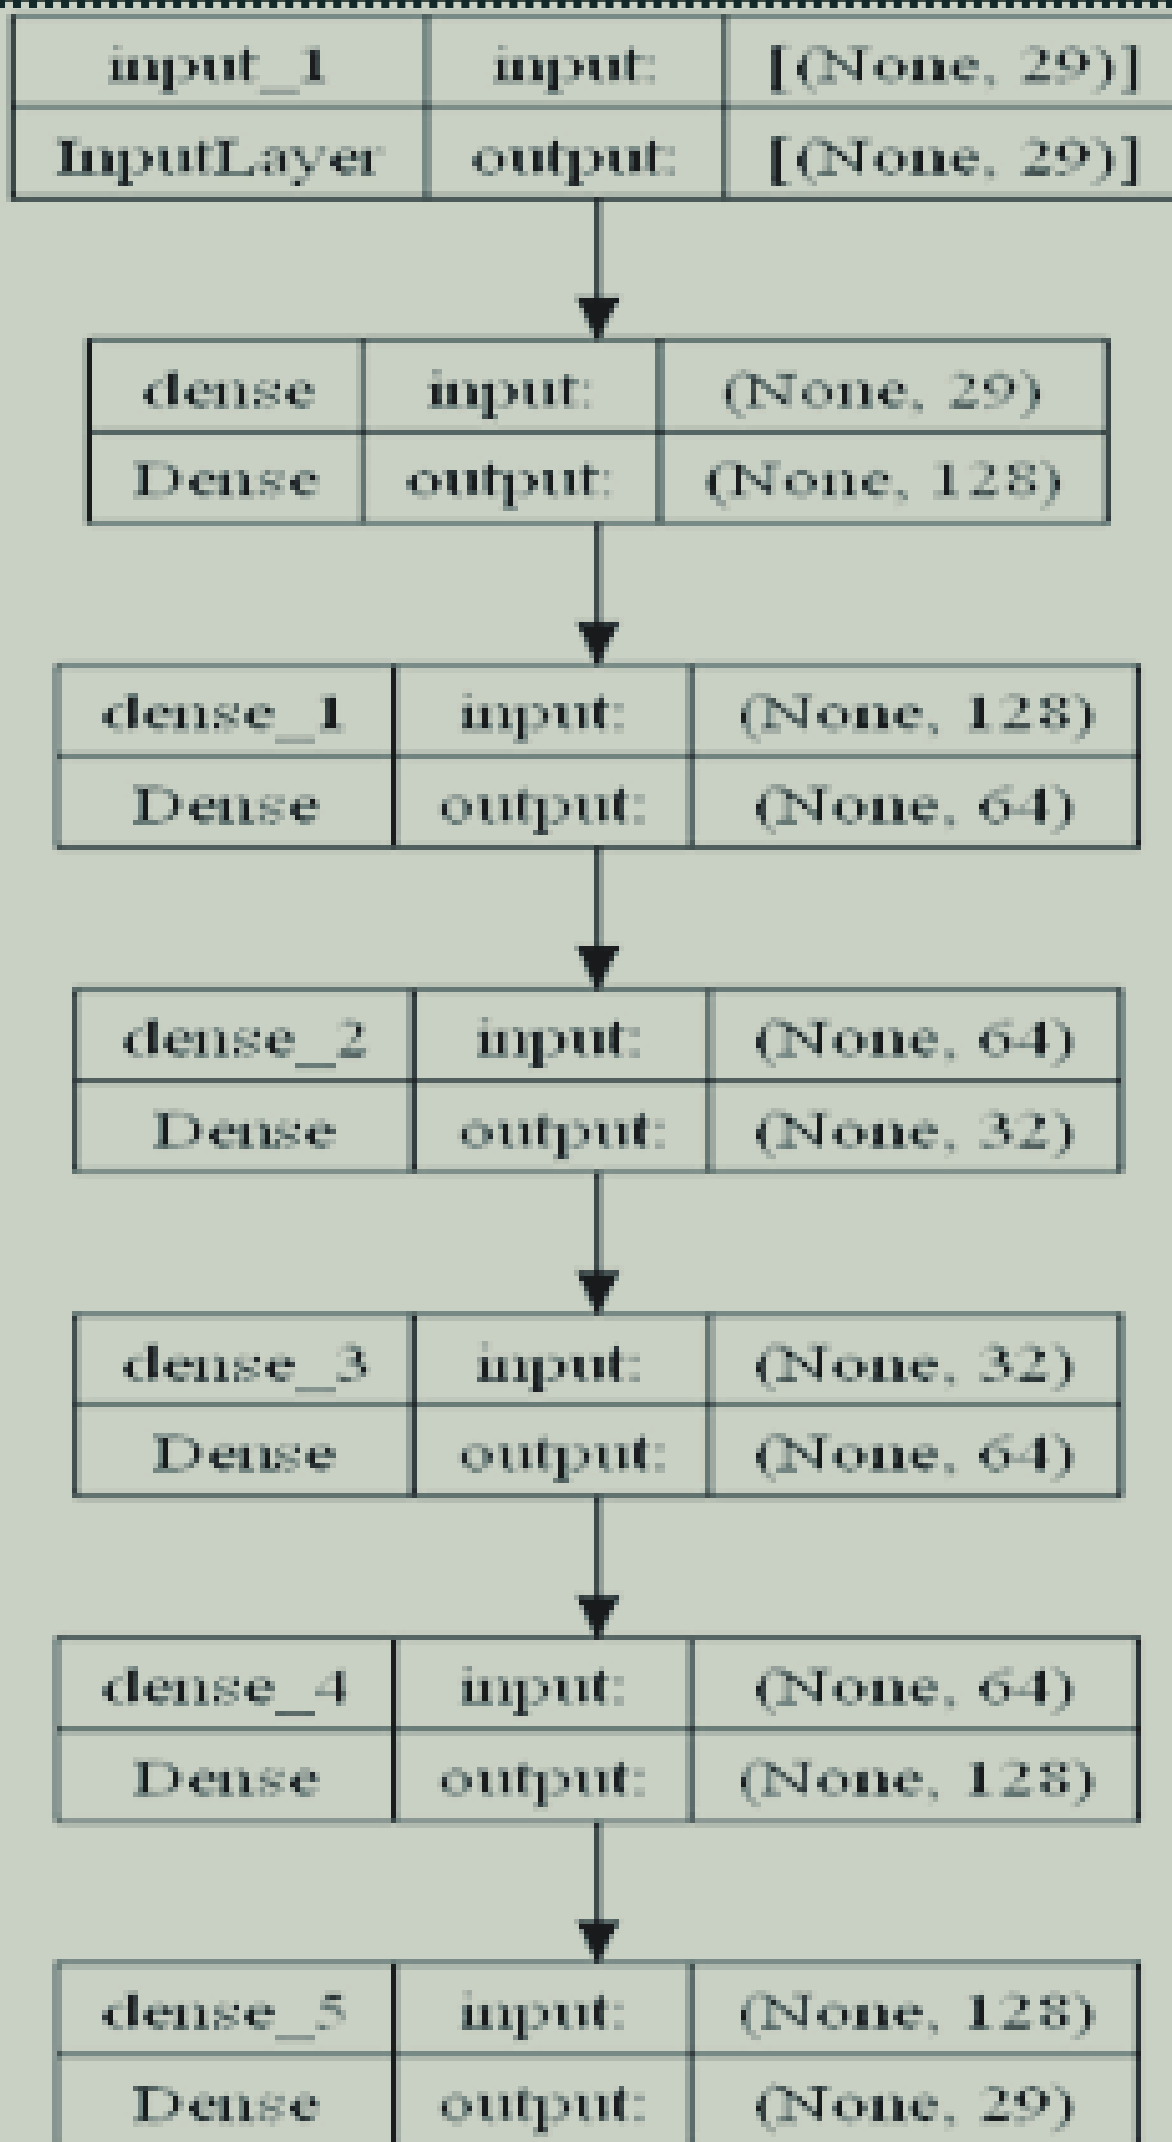 input_1 input: [(None, 29)]
InputLayer output: [(None, 29)]
dense input: (None, 29)
Dense output: (None, 128)
dense_1 input: (None, 128)
Dense output: (None, 64)
dense_2 input: (None, 64)
Dense output: (None, 32)
dense_3 input: (None, 32)
Dense output: (None, 64)
dense_4 input: (None, 64)
Dense output: (None, 128)
dense_5 input: (None, 128)
Dense output: (None, 29)